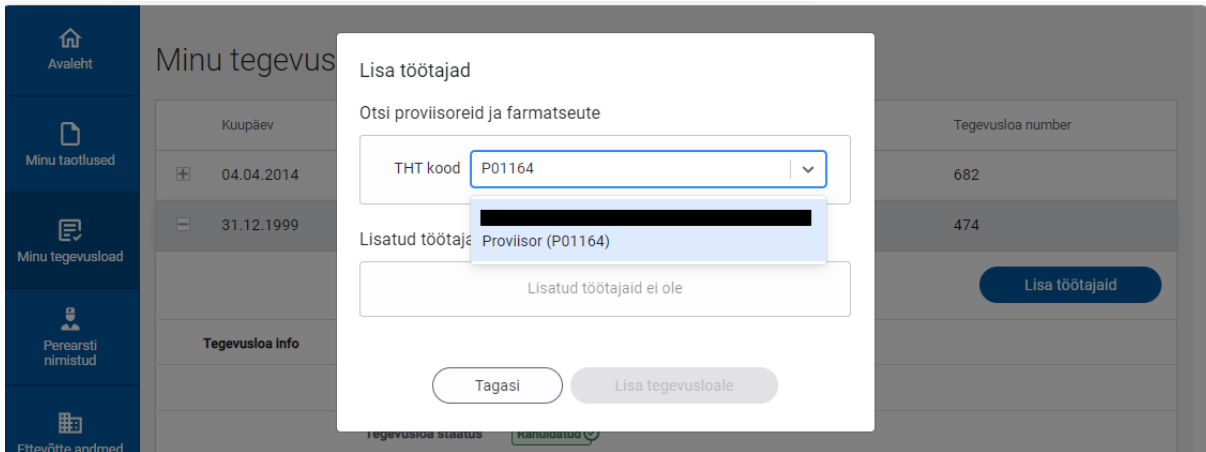 Avaleht
Minu taotlused
Minu tegevusload
Perearsti
nimistud
Ettevõtte andmed
Minu tegevus
Kuupäev
Tegevusloa number
04.04.2014
682
31.12.1999
474
Lisa töötajaid
Tegevusloa info
Tegevusloa staatus
Rahuldatud
Lisa töötajad
Otsi proviisoreid ja farmatseute
THT kood
P01164
Proviisor (P01164)
Lisatud töötaja
Lisatud töötajaid ei ole
Tagasi
Lisa tegevusloale